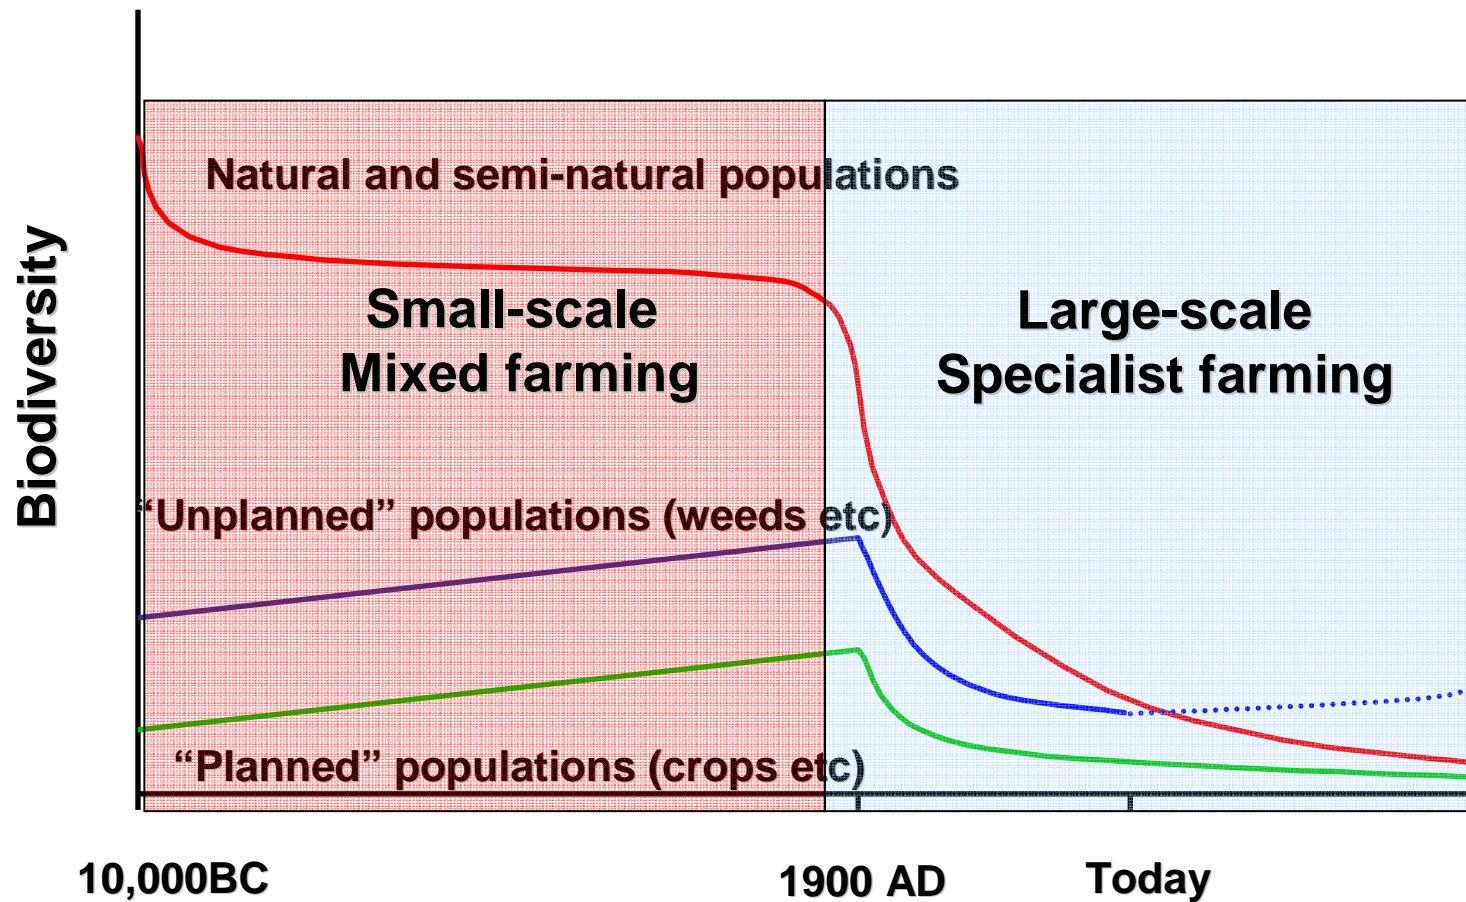 Natural and semi-natural populations
Small-scale
Mixed farming
Large-scale
Specialist farming
Biodiversity
“Unplanned” populations (weeds etc)
“Planned” populations (crops etc)
10,000BC
1900 AD
Today